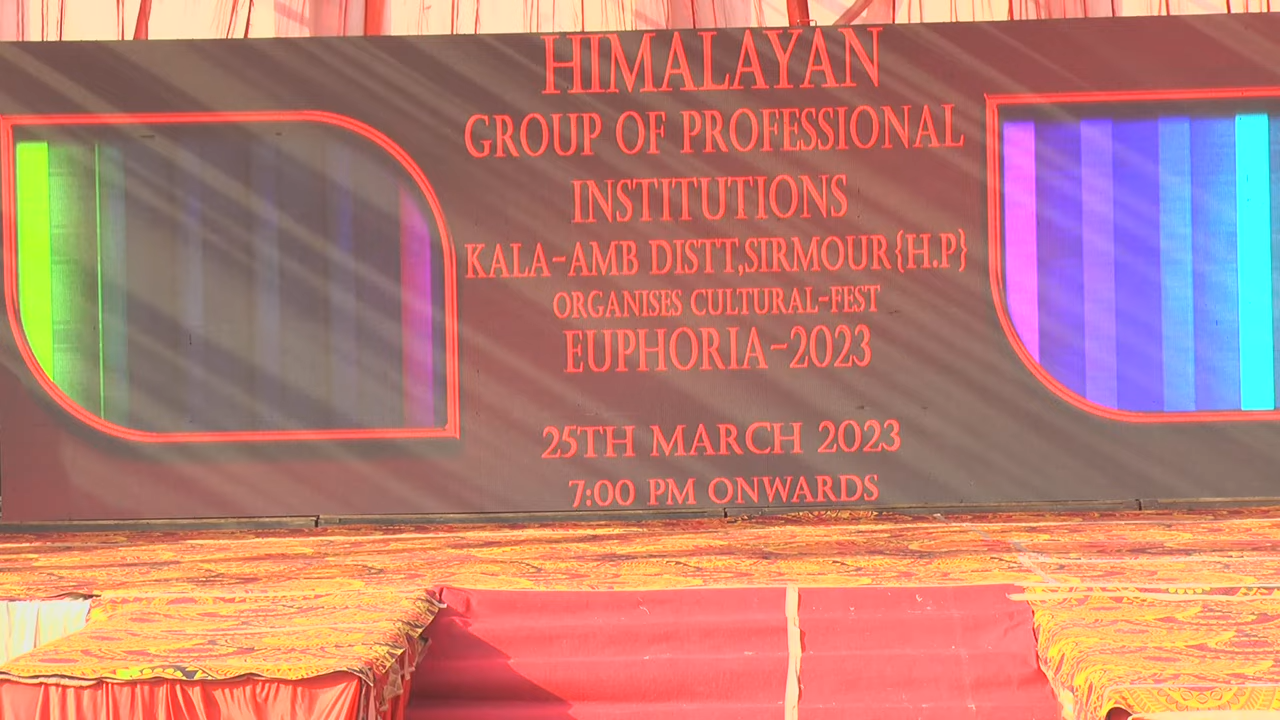 HIMALAYAN
GROUP OF PROFESSIONAL
INSTITUTIONS
KALA-AMB DISTT,SIRMOUR{H.P}
ORGANISES CULTURAL-FEST
EUPHORIA-2023
25TH MARCH 2023
7:00 PM ONWARDS